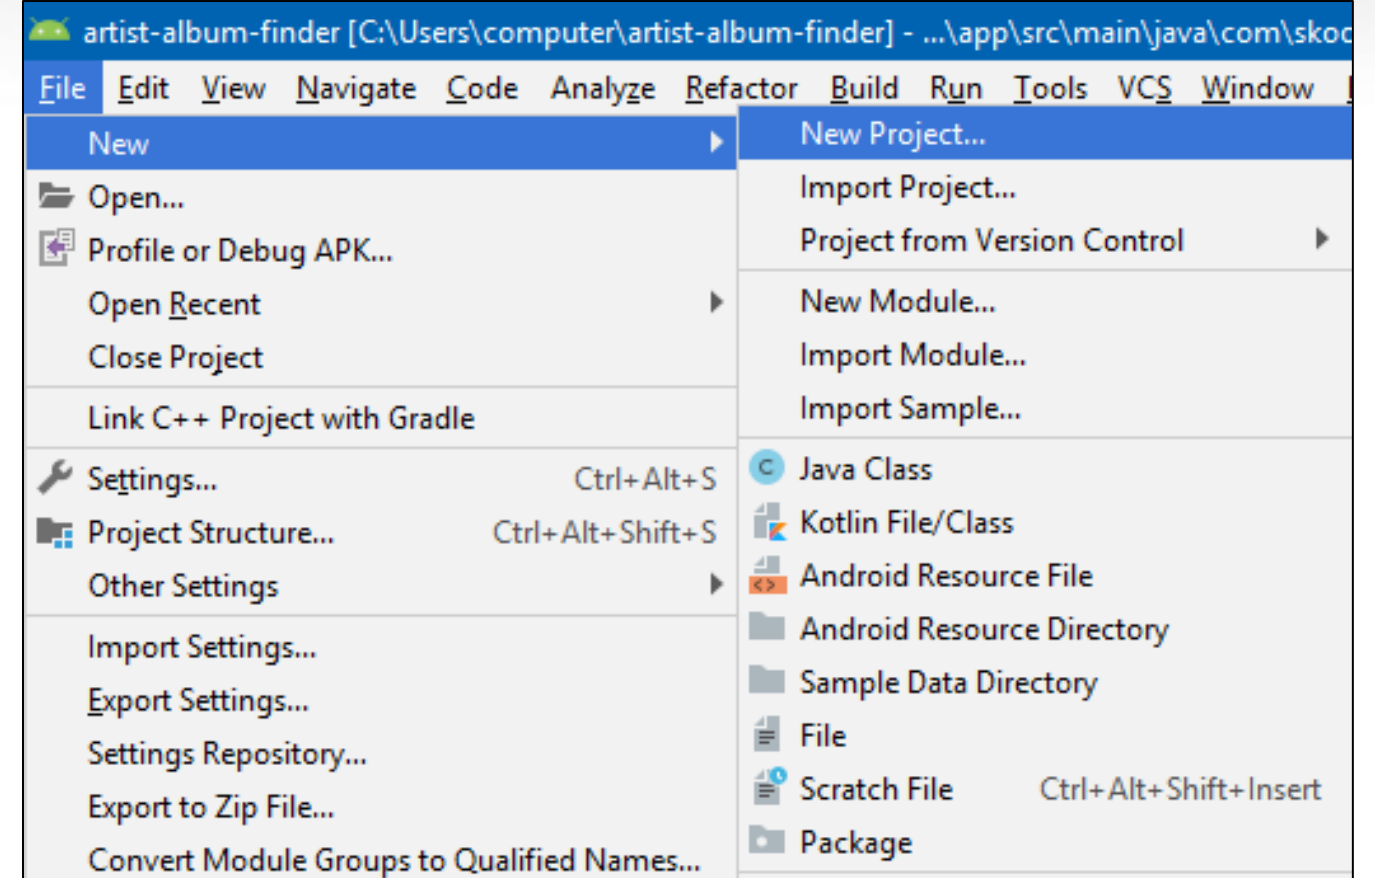 artist-album-finder [C:\Users\computer\artist-album-finder] - ...\app\src\main\java\com\skoc
File Edit View Navigate Code Analyze Refactor Build Run Tools VCS Window
New
Open...
Profile or Debug APK...
Open Recent
Close Project
Link C++ Project with Gradle
Settings... Ctrl+Alt+S
Project Structure... Ctrl+Alt+Shift+S
Other Settings
Import Settings...
Export Settings...
Settings Repository...
Export to Zip File...
Convert Module Groups to Qualified Names...
New Project...
Import Project...
Project from Version Control
New Module...
Import Module...
Import Sample...
Java Class
Kotlin File/Class
Android Resource File
Android Resource Directory
Sample Data Directory
File
Scratch File Ctrl+Alt+Shift+Insert
Package